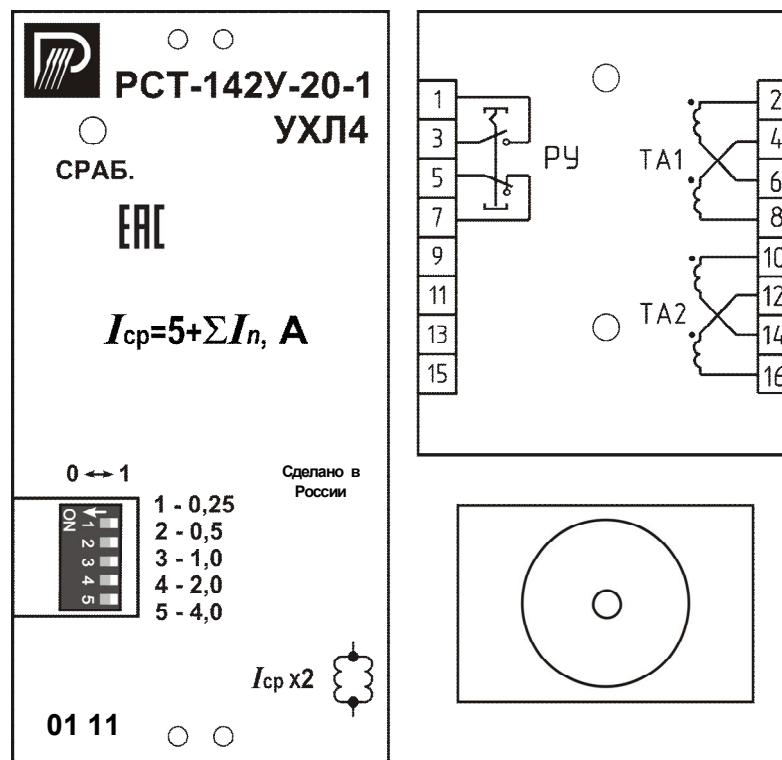 РСТ-142У-20-1
УХЛ4
СРАБ.
ЕАС
Iср=5+ΣIn, А
0 ↔ 1
Сделано в
России
ON
1
2
3
4
5
1 - 0,25
2 - 0,5
3 - 1,0
4 - 2,0
5 - 4,0
Iср x2
01 11
1
3
5
7
9
11
13
15
РУ
ТА1
ТА2
2
4
6
8
10
12
14
16